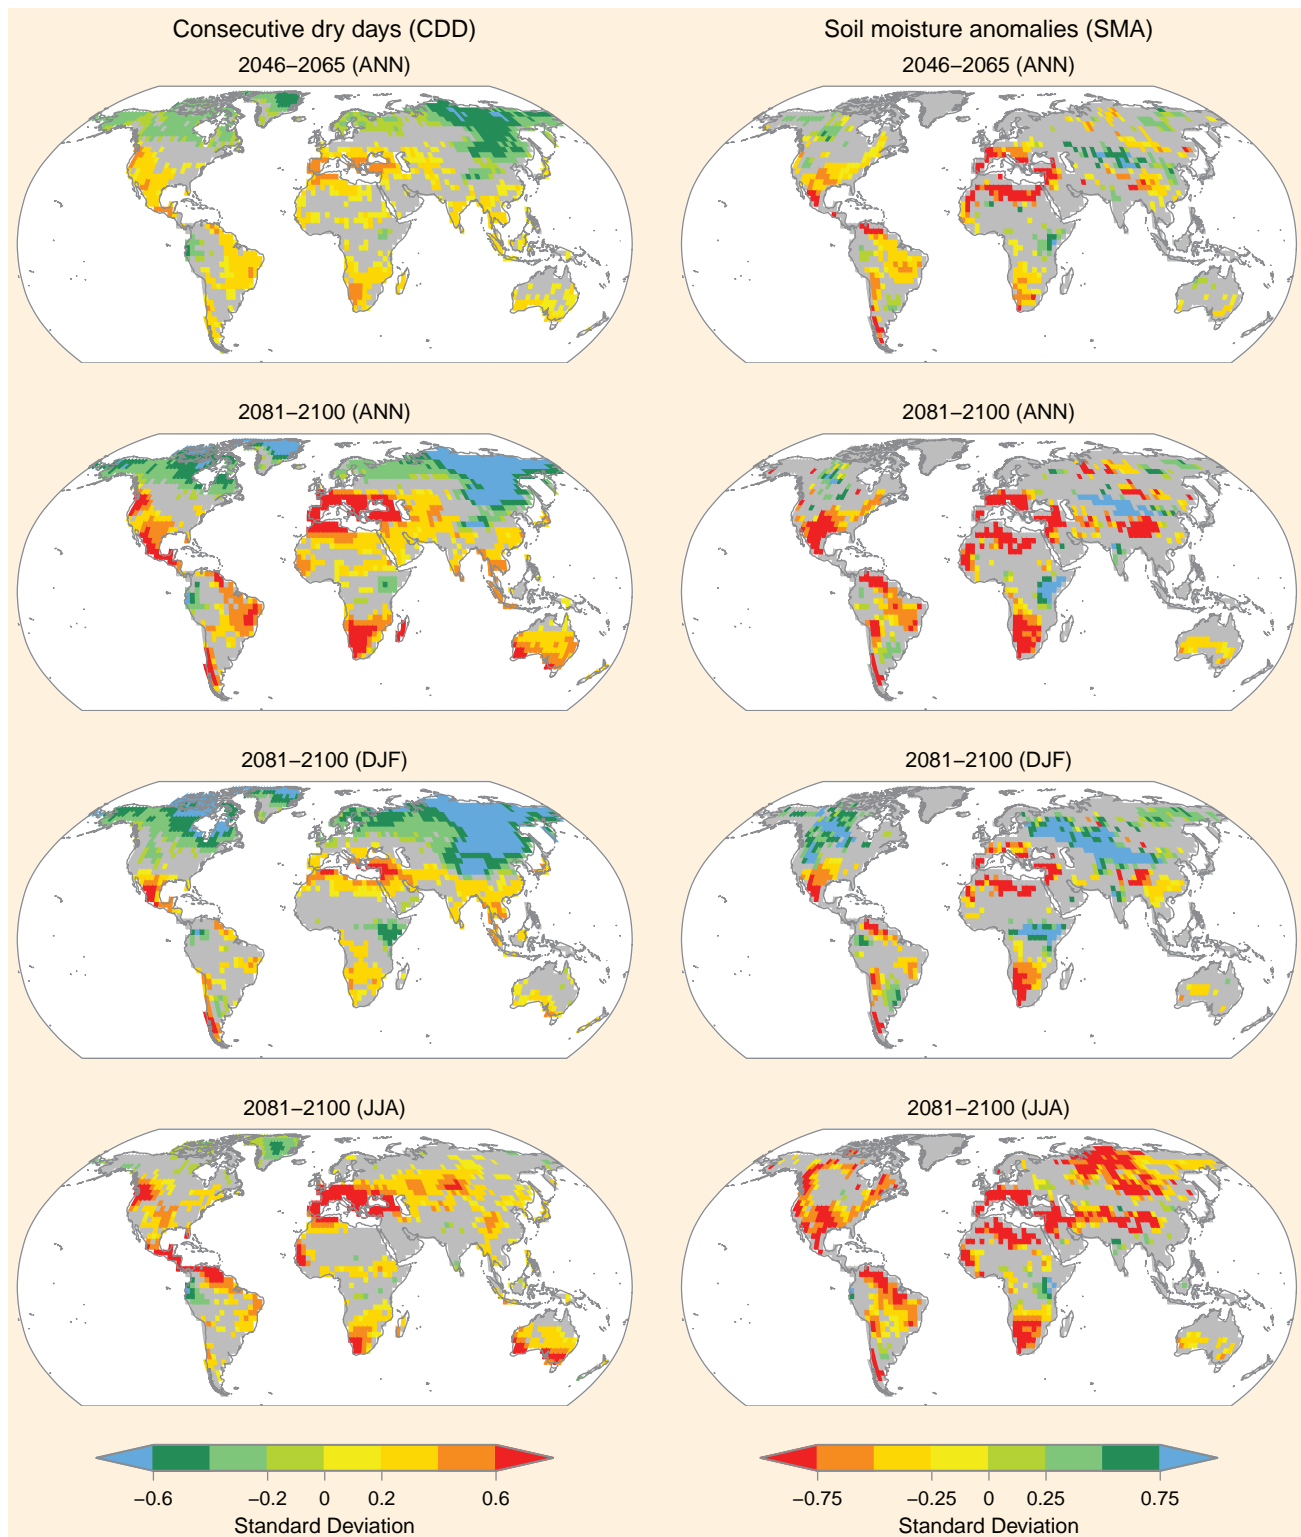 Consecutive dry days (CDD)
Soil moisture anomalies (SMA)
2046−2065 (ANN)
2046−2065 (ANN)
2081−2100 (ANN)
2081−2100 (ANN)
2081−2100 (DJF)
2081−2100 (DJF)
2081−2100 (JJA)
2081−2100 (JJA)
−0.6 −0.2 0 0.2 0.6
−0.75 −0.25 0 0.25 0.75
Standard Deviation
Standard Deviation